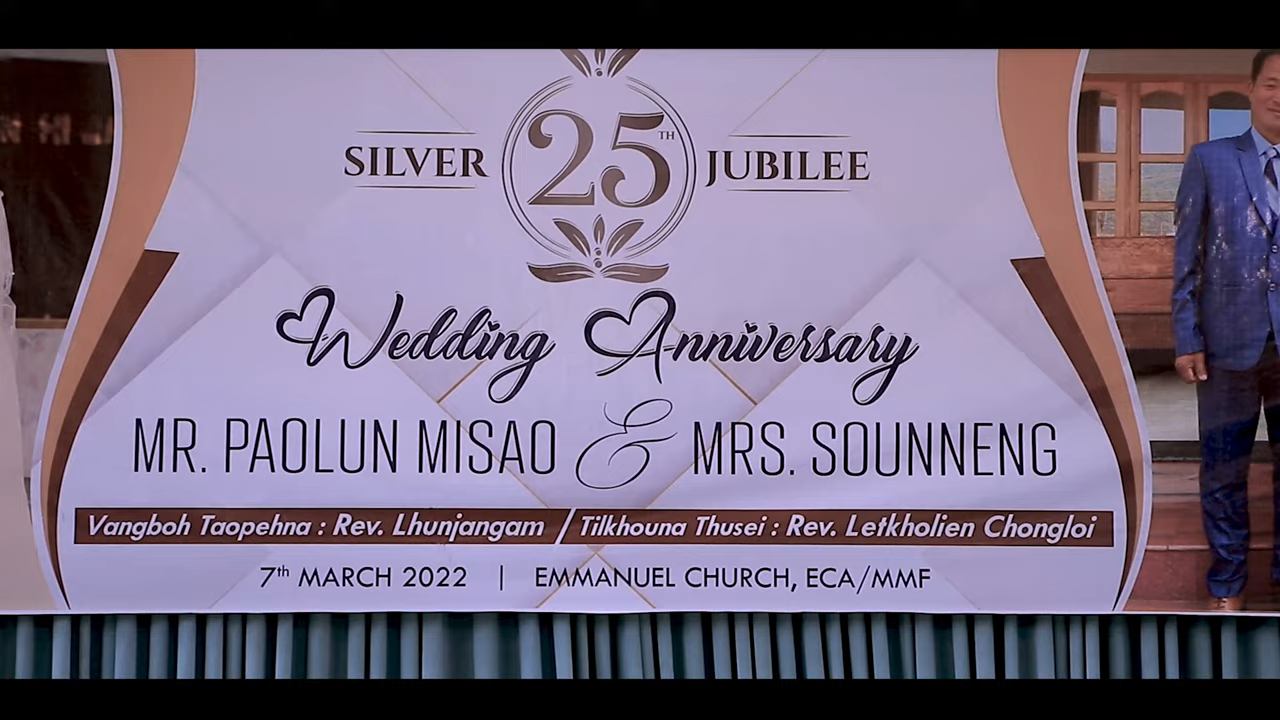 SILVER 25TH JUBILEE
Wedding Anniversary
MR. PAOLUN MISAO & MRS. SOUNNENG
Vangboh Taopehna : Rev. Lhunjangam / Tilkhouna Thusei : Rev. Letkholien Chongloi
7th MARCH 2022 | EMMANUEL CHURCH, ECA/MMF